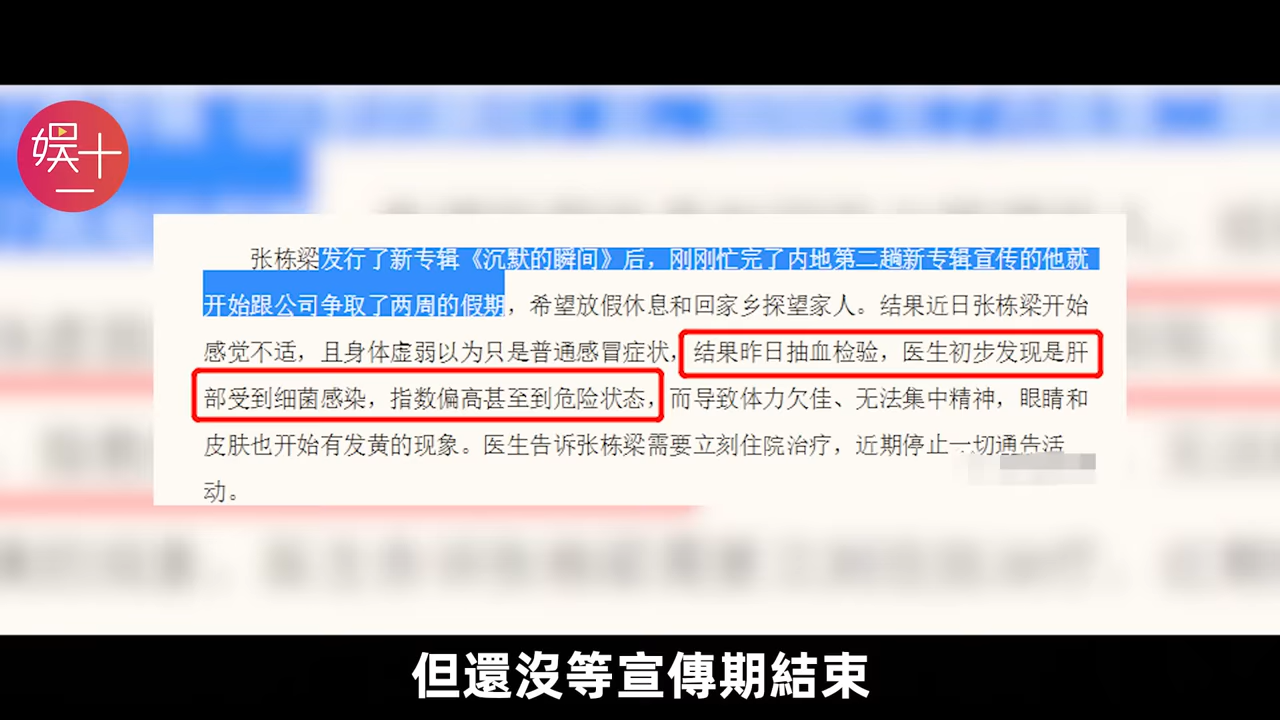 娱十一
张栋梁发行了新专辑《沉默的瞬间》后，刚刚忙完了内地第二趟新专辑宣传的他就
开始跟公司争取了两周的假期，希望放假休息和回家乡探望家人。结果近日张栋梁开始
感觉不适，且身体虚弱以为只是普通感冒症状，结果昨日抽血检验，医生初步发现是肝
部受到细菌感染，指数偏高甚至到危险状态，而导致体力欠佳、无法集中精神，眼睛和
皮肤也开始有发黄的现象。医生告诉张栋梁需要立刻住院治疗，近期停止一切通告活
动。
但還沒等宣傳期結束